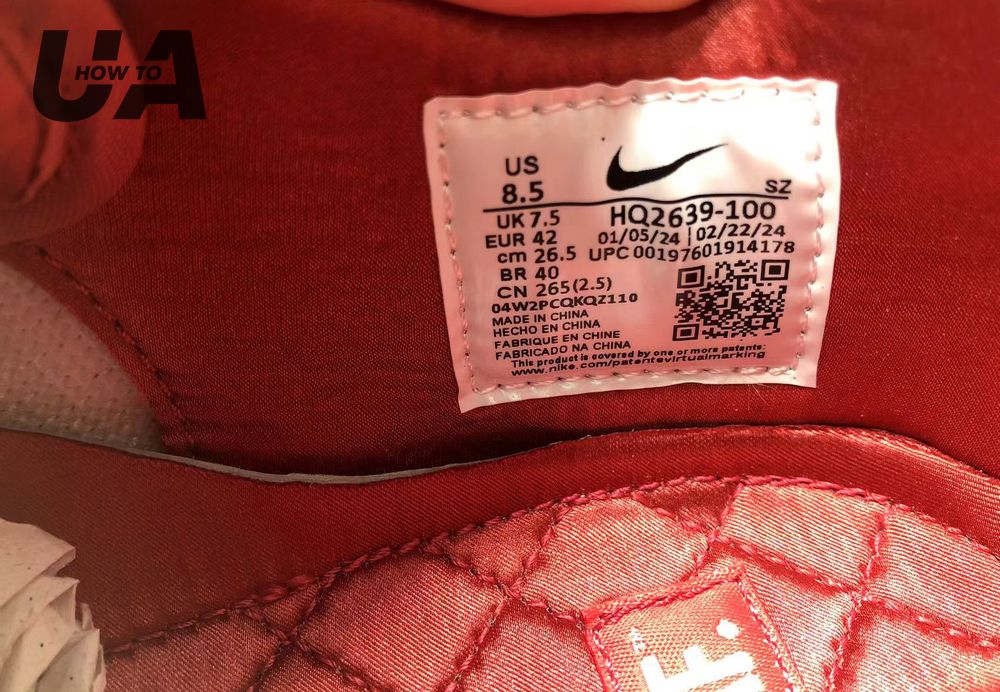 UA
HOW TO
US
8.5
SZ
UK 7.5
HQ2639-100
EUR 42
01/05/24 | 02/22/24
cm 26.5
UPC 00197601914178
BR 40
CN 265(2.5)
04W2PCQKQZ110
MADE IN CHINA
HECHO EN CHINA
FABRIQUE EN CHINE
FABRICADO NA CHINA
This product is covered by one or more patents:
www.nike.com/patentsvirtualmarking
F.